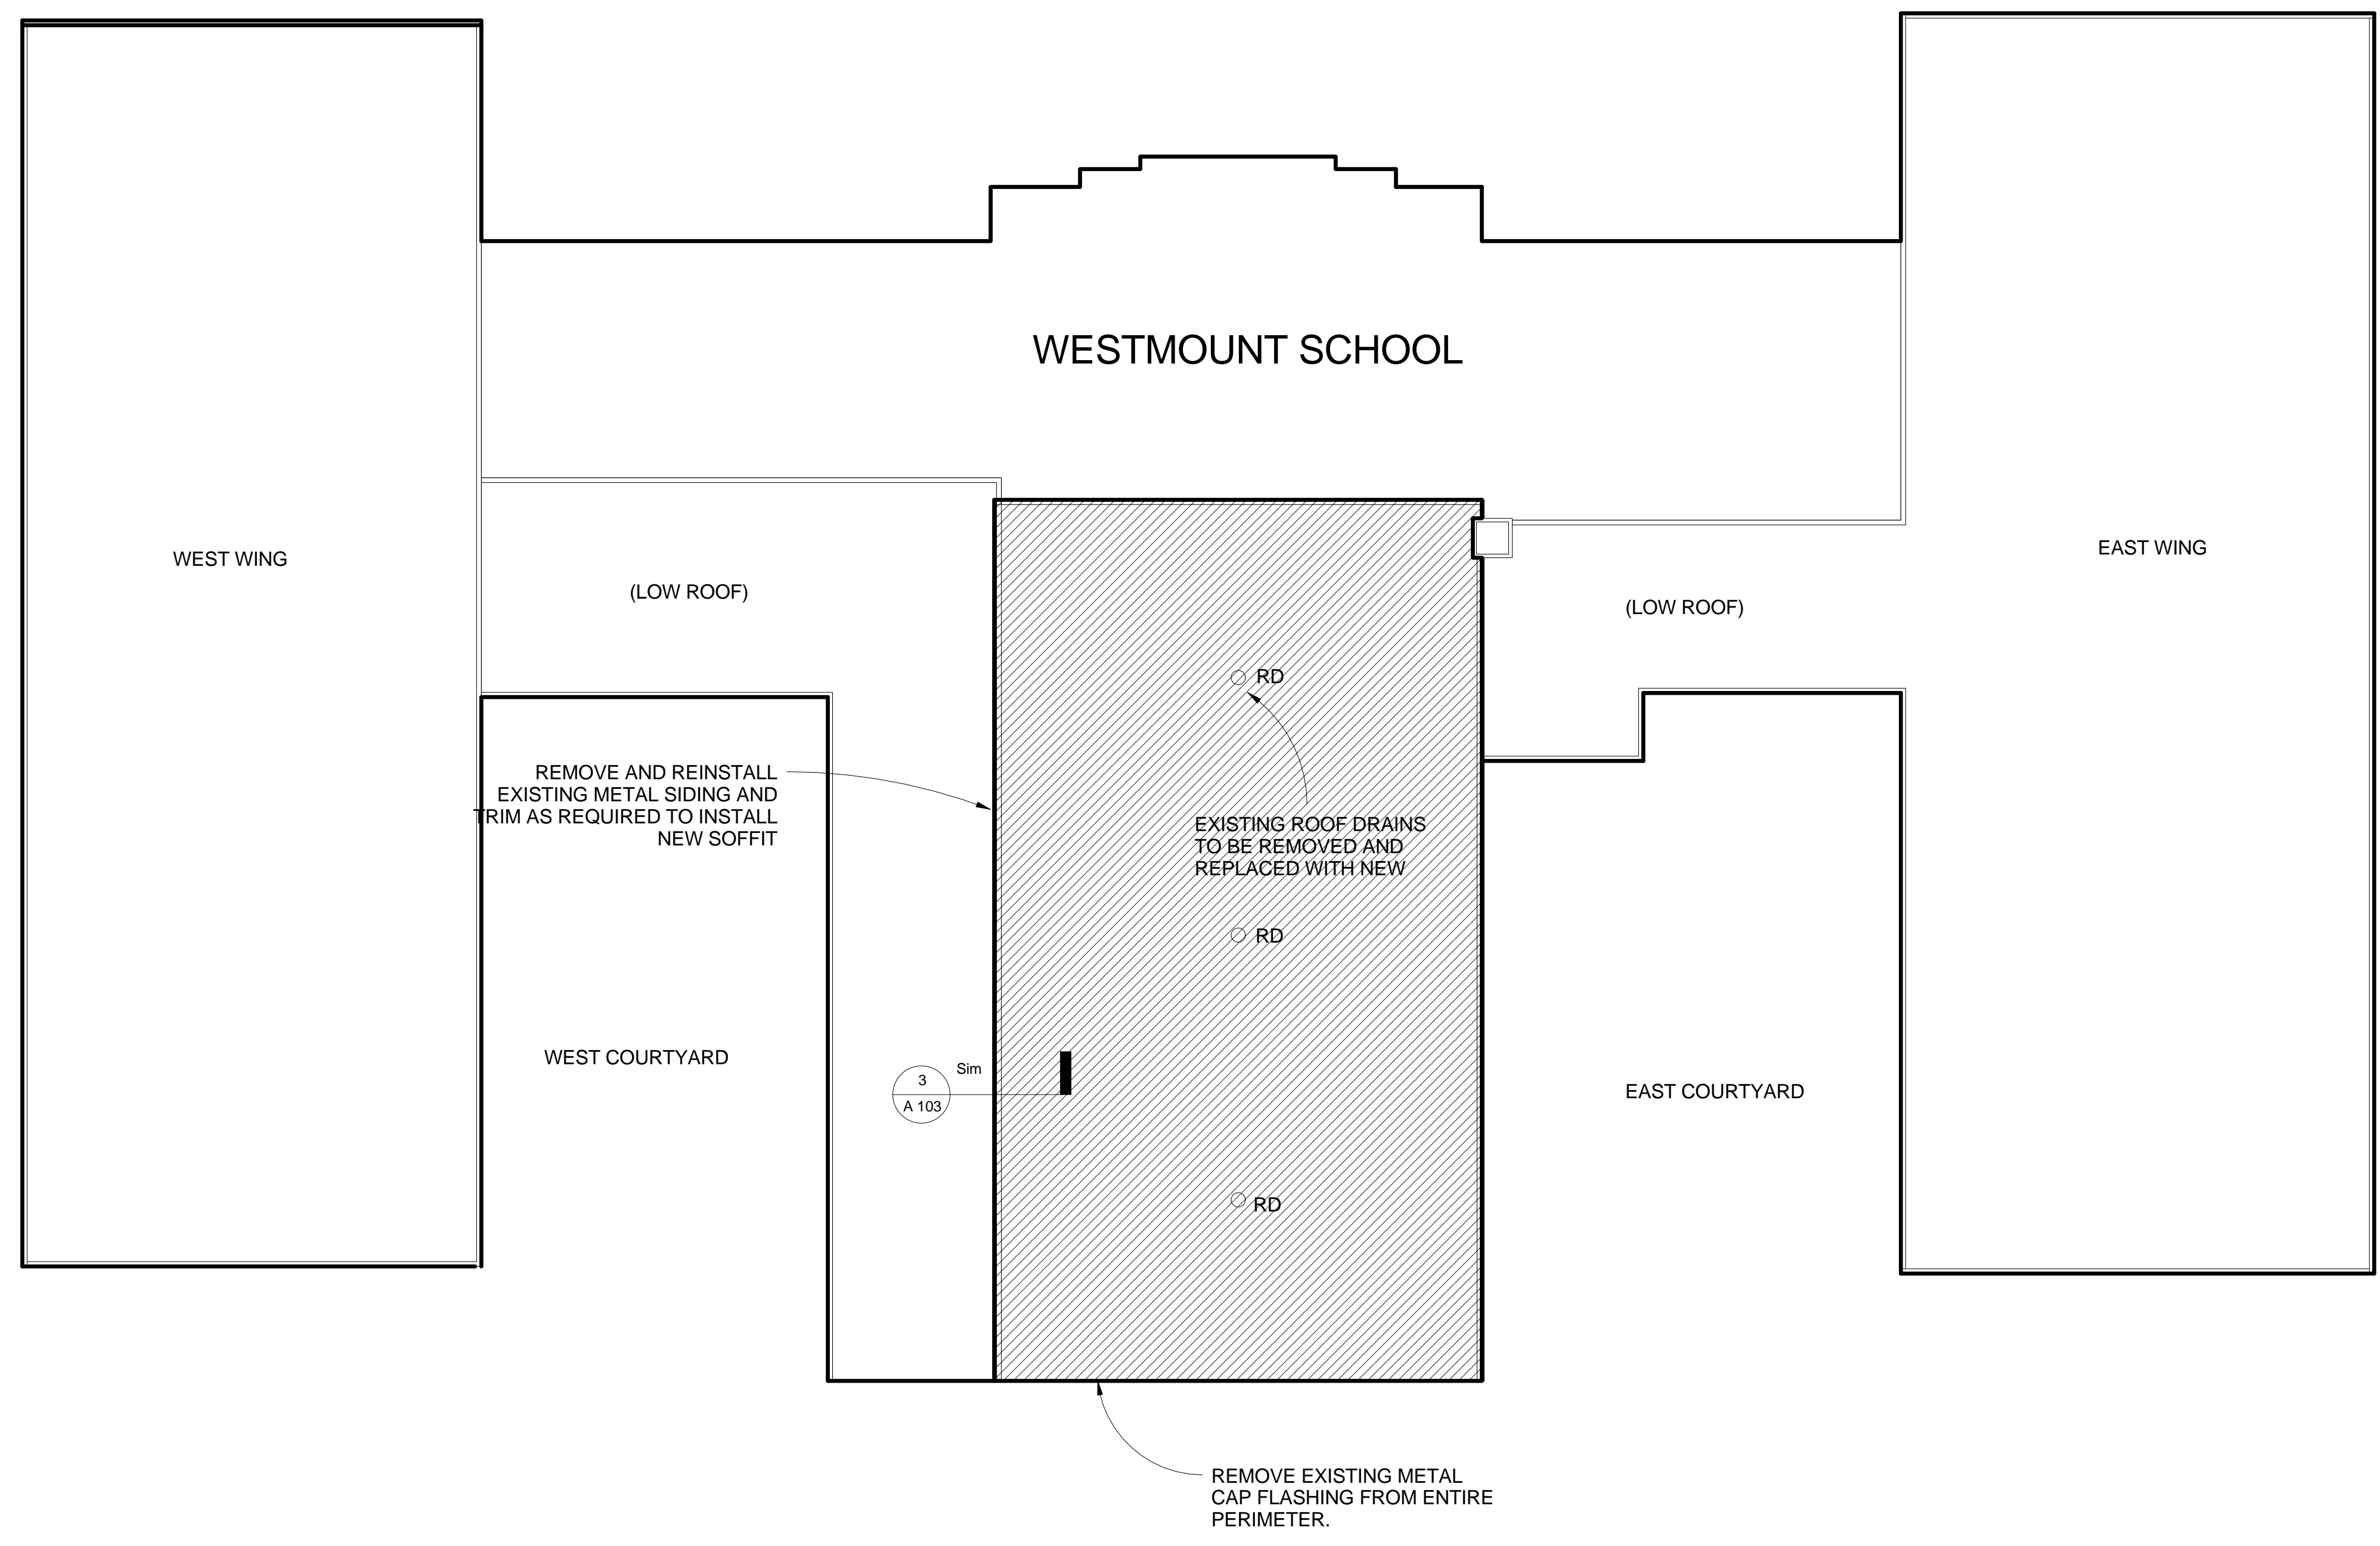 WESTMOUNT SCHOOL
WEST WING
EAST WING
(LOW ROOF)
(LOW ROOF)
RD
REMOVE AND REINSTALL
EXISTING METAL SIDING AND
TRIM AS REQUIRED TO INSTALL
NEW SOFFIT
EXISTING ROOF DRAINS
TO BE REMOVED AND
REPLACED WITH NEW
RD
WEST COURTYARD
Sim
3
A 103
EAST COURTYARD
RD
REMOVE EXISTING METAL
CAP FLASHING FROM ENTIRE
PERIMETER.